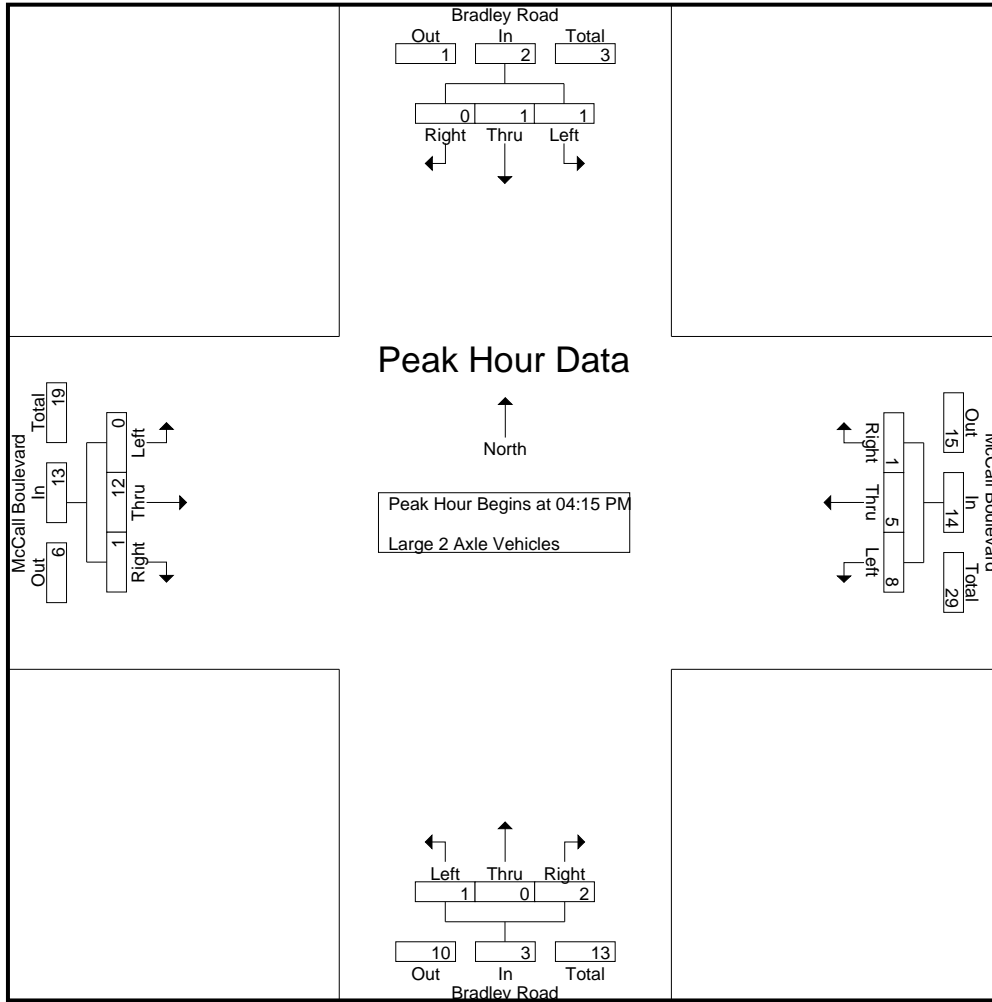 Bradley Road
Out In Total
1 2 3
0 1 1
Right Thru Left
Peak Hour Data
North
Peak Hour Begins at 04:15 PM
Large 2 Axle Vehicles
McCall Boulevard
Out In Total
6 13 19
Left Thru Right
0 12 1
McCall Boulevard
Out In Total
15 14 29
Right Thru Left
1 5 8
Left Thru Right
1 0 2
10 3 13
Out In Total
Bradley Road